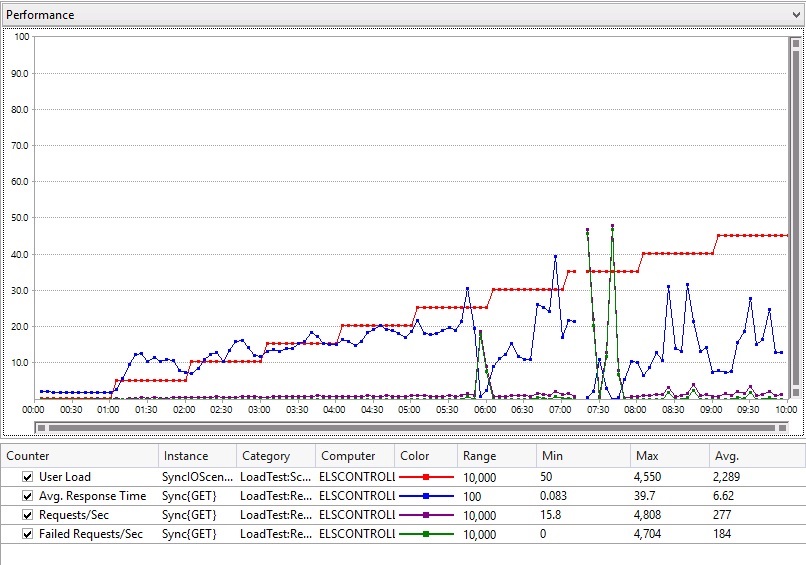 Performance
100
90.0
80.0
70.0
60.0
50.0
40.0
30.0
20.0
10.0
00:00 00:30 01:00 01:30 02:00 02:30 03:00 03:30 04:00 04:30 05:00 05:30 06:00 06:30 07:00 07:30 08:00 08:30 09:00 09:30 10:00
Counter Instance Category Computer Color Range Min Max Avg.
User Load SyncIOScen... LoadTest:Sc... ELSCONTROLL 10,000 50 4,550 2,289
Avg. Response Time Sync{GET} LoadTest:Re... ELSCONTROLL 100 0.083 39.7 6.62
Requests/Sec Sync{GET} LoadTest:Re... ELSCONTROLL 10,000 15.8 4,808 277
Failed Requests/Sec Sync{GET} LoadTest:Re... ELSCONTROLL 10,000 0 4,704 184